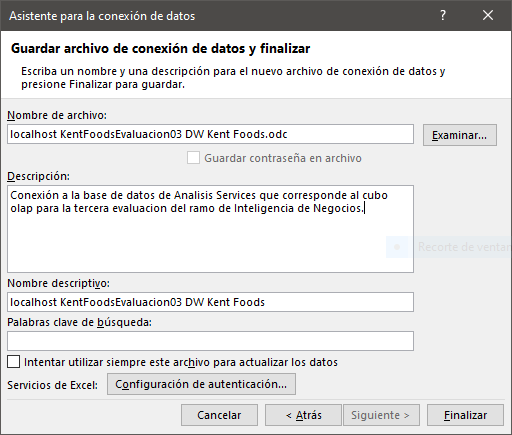 Asistente para la conexión de datos
?
Guardar archivo de conexión de datos y finalizar
Escriba un nombre y una descripción para el nuevo archivo de conexión de datos y
presione Finalizar para guardar.
Nombre de archivo:
localhost KentFoodsEvaluacion03 DW Kent Foods.odc
Examinar...
Guardar contraseña en archivo
Descripción:
Conexión a la base de datos de Analisis Services que corresponde al cubo
olap para la tercera evaluacion del ramo de Inteligencia de Negocios.
Recorte de ventan
Nombre descriptivo:
localhost KentFoodsEvaluacion03 DW Kent Foods
Palabras clave de búsqueda:
Intentar utilizar siempre este archivo para actualizar los datos
Servicios de Excel:
Configuración de autenticación...
Cancelar
< Atrás
Siguiente >
Finalizar